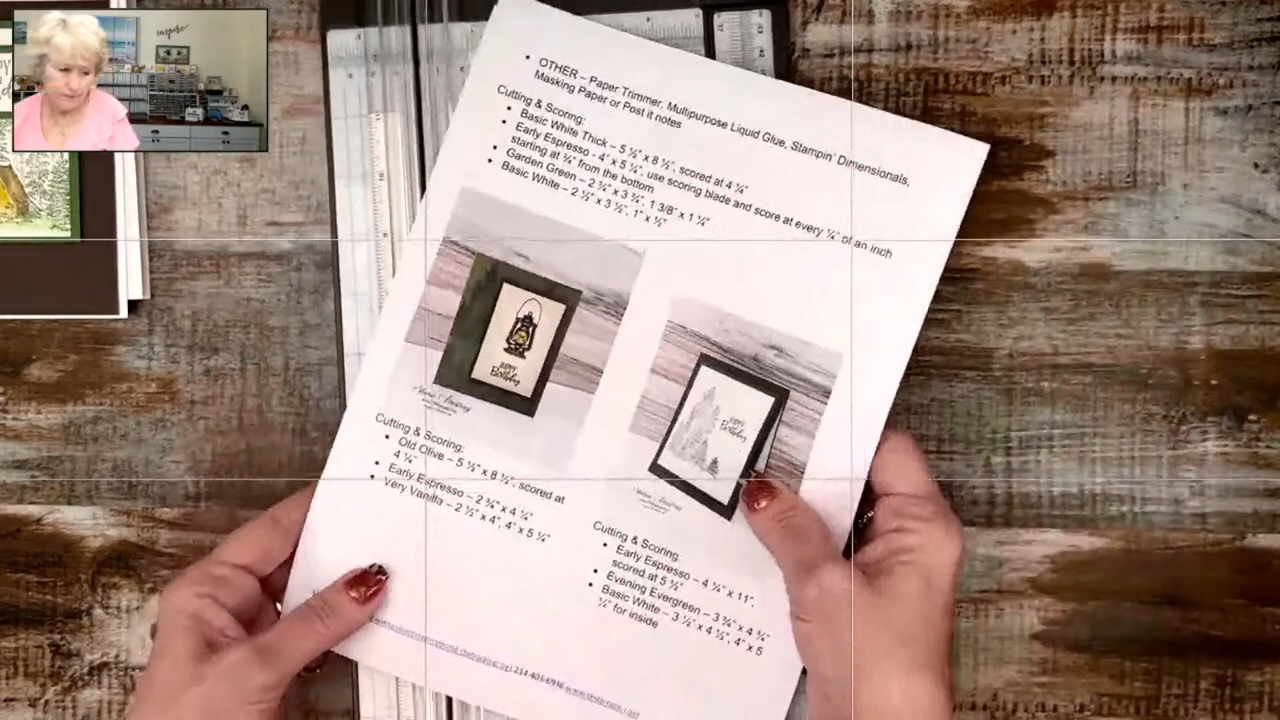 inspire
• OTHER – Paper Trimmer, Multipurpose Liquid Glue, Stampin' Dimensionals,
Masking Paper or Post it notes
Cutting & Scoring:
• Basic White Thick – 5 ½" x 8 ½", scored at 4 ¼"
• Early Espresso - 4" x 5 ¼", use scoring blade and score at every ¼" of an inch
starting at ¼" from the bottom
• Garden Green – 2 ¾" x 3 ¾", 1 3/8" x 1 ¼"
• Basic White – 2 ½" x 3 ½", 1" x ½"
HAPPY
Birthday
HAPPY
Birthday
Cutting & Scoring:
• Old Olive – 5 ½" x 8 ½", scored at
4 ¼"
• Early Espresso – 2 ¾" x 4 ¼"
• Very Vanilla – 2 ½" x 4", 4" x 5 ¼"
Cutting & Scoring:
• Early Espresso – 4 ¼" x 11",
scored at 5 ½"
• Evening Evergreen – 3 ¾" x 4 ¾"
• Basic White – 3 ½" x 4 ½", 4" x 5
¼" for inside